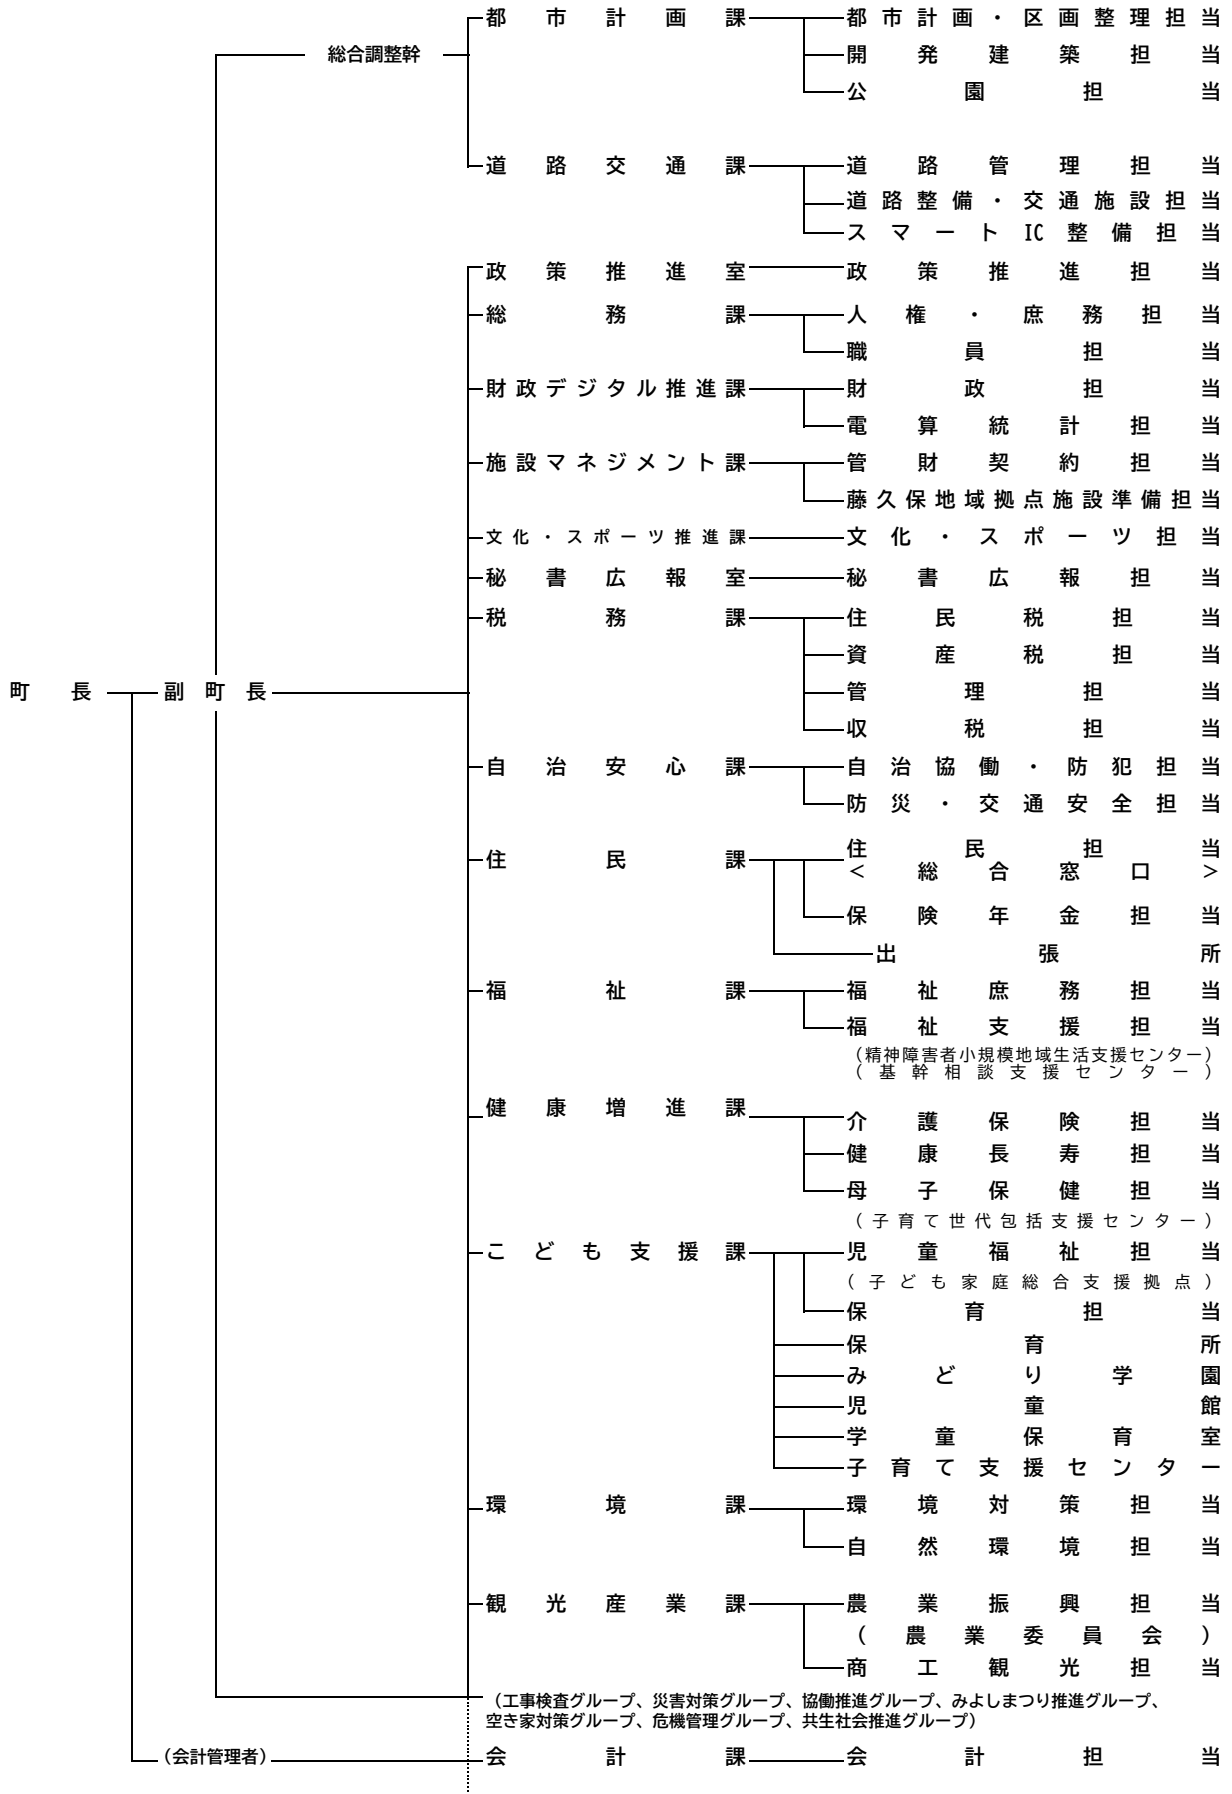 都市計画課 都市計画・区画整理担当
総合調整幹 開発建築担当
公園担当
道路交通課 道路管理担当
道路整備・交通施設担当
スマートIC整備担当
政策推進室 政策推進担当
総務課 人権・庶務担当
職員担当
財政デジタル推進課 財政担当
電算統計担当
施設マネジメント課 管財契約担当
藤久保地域拠点施設準備担当
文化・スポーツ推進課 文化・スポーツ担当
秘書広報室 秘書広報担当
税務課 住民税担当
資産税担当
町長 副町長 管理担当
収税担当
自治安心課 自治協働・防犯担当
防災・交通安全担当
住民課 住民担当
<総合窓口>
保険年金担当
出張所
福祉課 福祉庶務担当
福祉支援担当
（精神障害者小規模地域生活支援センター）
（基幹相談支援センター）
健康増進課 介護保険担当
健康長寿担当
母子保健担当
（子育て世代包括支援センター）
こども支援課 児童福祉担当
（子ども家庭総合支援拠点）
保育担当
保育所
みどり学園
児童館
学童保育室
子育て支援センター
環境課 環境対策担当
自然環境担当
観光産業課 農業振興担当
（農業委員会）
商工観光担当
（工事検査グループ、災害対策グループ、協働推進グループ、みよしまつり推進グループ、
空き家対策グループ、危機管理グループ、共生社会推進グループ）
（会計管理者） 会計課 会計担当